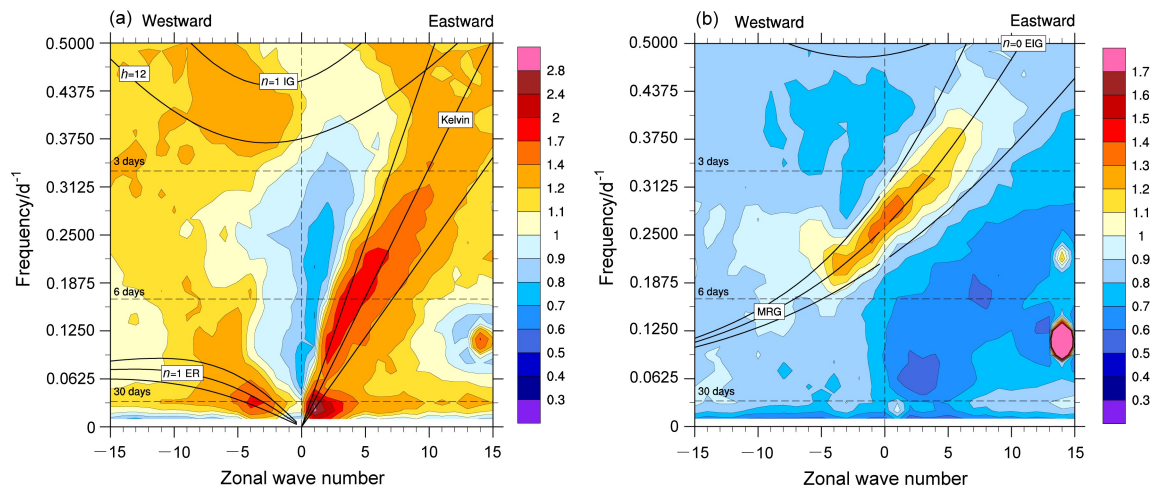 (a) Westward Eastward
0.5000
0.4375
0.3750
0.3125
0.2500
0.1875
0.1250
0.0625
0
Frequency/d⁻¹
h=12
n=1 IG
Kelvin
3 days
6 days
n=1 ER
30 days
−15 −10 −5 0 5 10 15
Zonal wave number
2.8
2.4
2
1.7
1.4
1.2
1.1
1
0.9
0.8
0.7
0.6
0.5
0.4
0.3
(b) Westward Eastward
0.5000
0.4375
0.3750
0.3125
0.2500
0.1875
0.1250
0.0625
0
Frequency/d⁻¹
n=0 EIG
3 days
6 days
MRG
30 days
−15 −10 −5 0 5 10 15
Zonal wave number
1.7
1.6
1.5
1.4
1.3
1.2
1.1
1
0.9
0.8
0.7
0.6
0.5
0.4
0.3